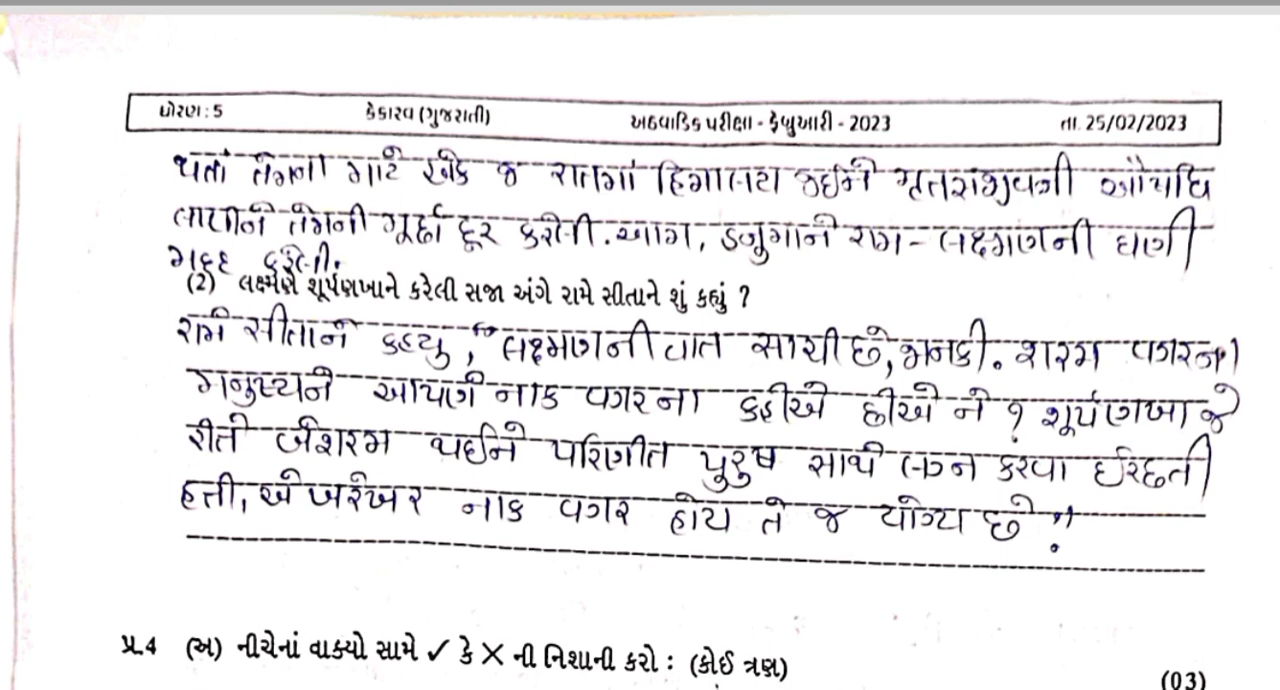 ધોરણ : 5 કેકારવ (ગુજરાતી) અઠવાડિક પરીક્ષા - ફેબ્રુઆરી - 2023 તા. 25/02/2023
થતાં તેમના માટે એક જ રાતમાં હિમાલય જઈને મૃતસંજીવની ઔષધિ
લાવીને તેમની મૂર્છા દૂર કરેલી. આમ, હનુમાને રામ - લક્ષ્મણની ઘણી
મદદ કરેલી.
(2) લક્ષ્મણે શૂર્પણખાને કરેલી સજા અંગે રામે સીતાને શું કહ્યું ?
રામે સીતાને કહ્યુ, "લક્ષ્મણની વાત સાચી છે, જાનકી. શરમ વગરના
મનુષ્યને આપણે નાક વગરના કહીએ છીએ ને ? શૂર્પણખા જે
રીતે બેશરમ થઈને પરિણીત પુરુષ સાથે લગ્ન કરવા ઈચ્છતી
હતી, એ ખરેખર નાક વગર હોય તે જ યોગ્ય છે !"
પ્ર.4 (અ) નીચેનાં વાક્યો સામે ✓ કે X ની નિશાની કરો : (કોઈ ત્રણ)
(03)